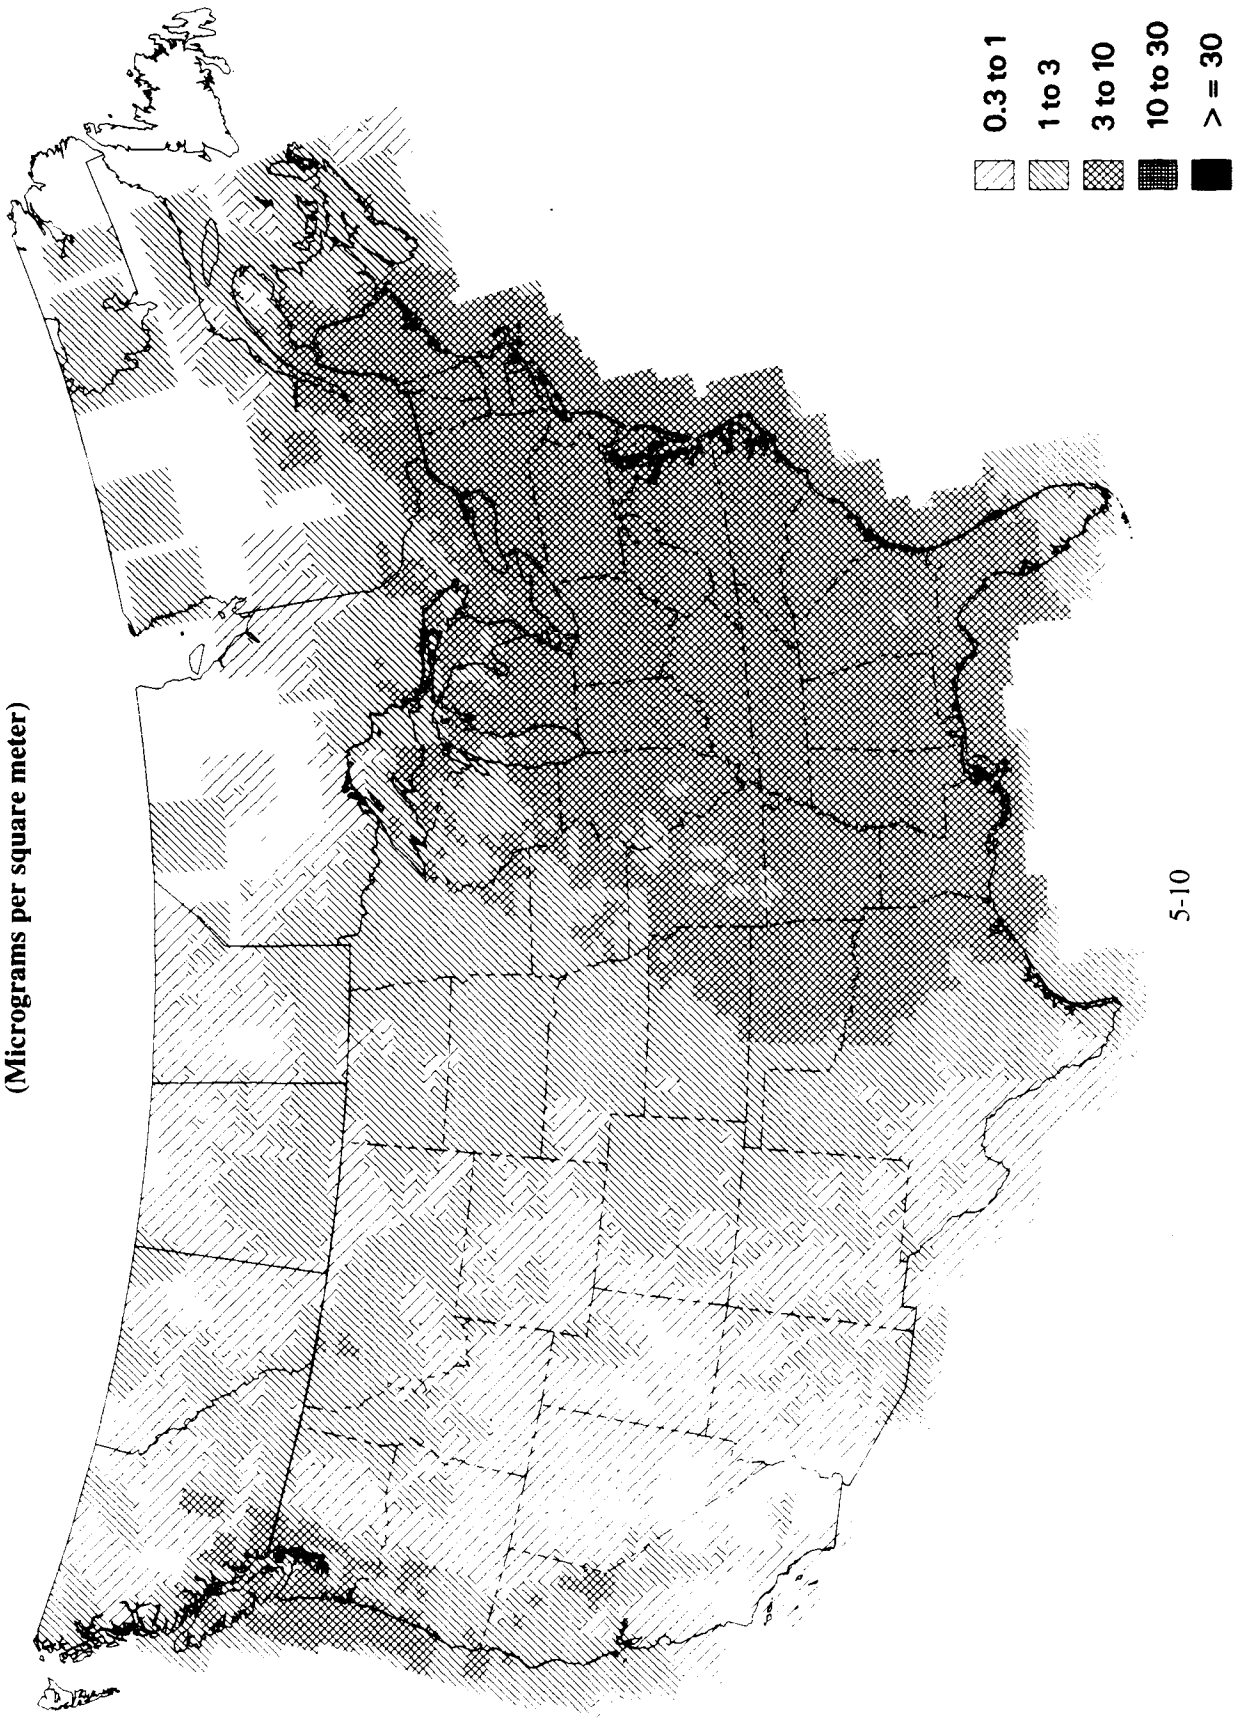 (Micrograms per square meter)
0.3 to 1
1 to 3
3 to 10
10 to 30
> = 30
5-10